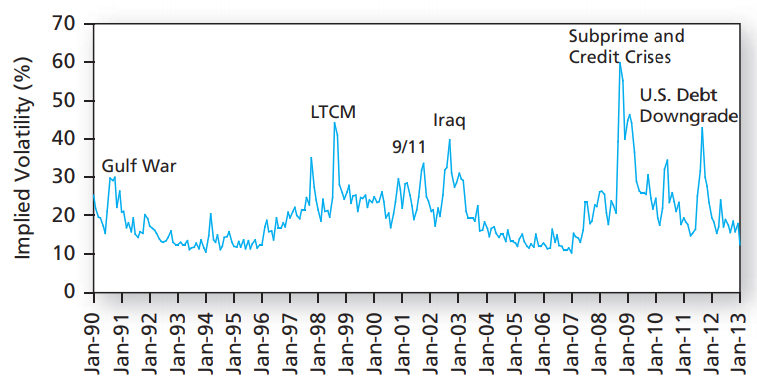 Implied Volatility (%)
70
60
50
40
30
20
10
0
Gulf War
LTCM
9/11
Iraq
Subprime and
Credit Crises
U.S. Debt
Downgrade
Jan-90
Jan-91
Jan-92
Jan-93
Jan-94
Jan-95
Jan-96
Jan-97
Jan-98
Jan-99
Jan-00
Jan-01
Jan-02
Jan-03
Jan-04
Jan-05
Jan-06
Jan-07
Jan-08
Jan-09
Jan-10
Jan-11
Jan-12
Jan-13